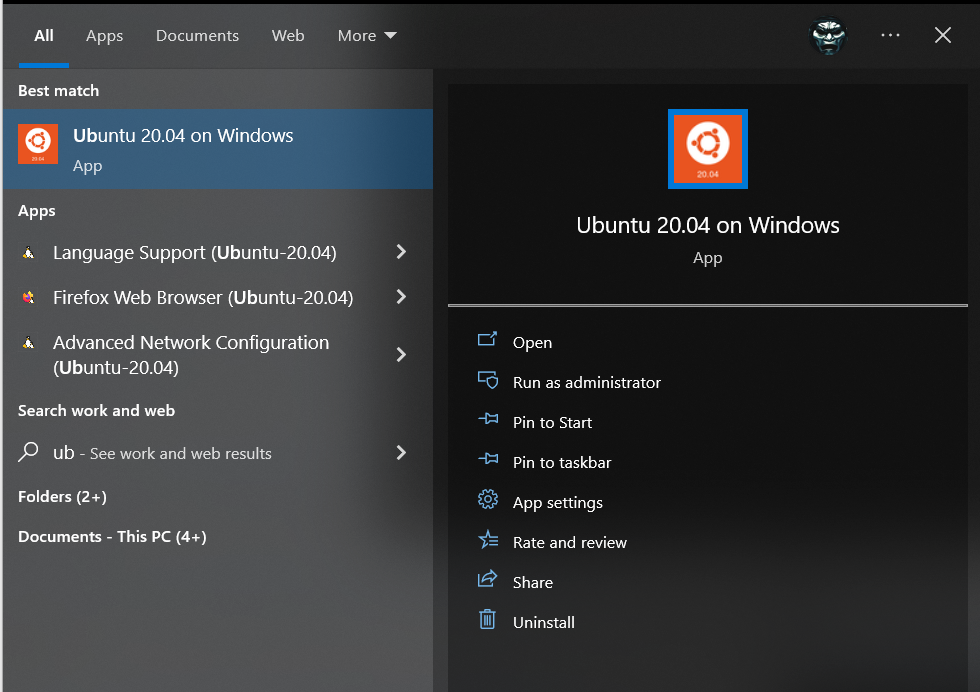 All Apps Documents Web More
Best match
Ubuntu 20.04 on Windows
App
Apps
Language Support (Ubuntu-20.04)
Firefox Web Browser (Ubuntu-20.04)
Advanced Network Configuration
(Ubuntu-20.04)
Search work and web
ub - See work and web results
Folders (2+)
Documents - This PC (4+)
20.04
20.04
Ubuntu 20.04 on Windows
App
Open
Run as administrator
Pin to Start
Pin to taskbar
App settings
Rate and review
Share
Uninstall